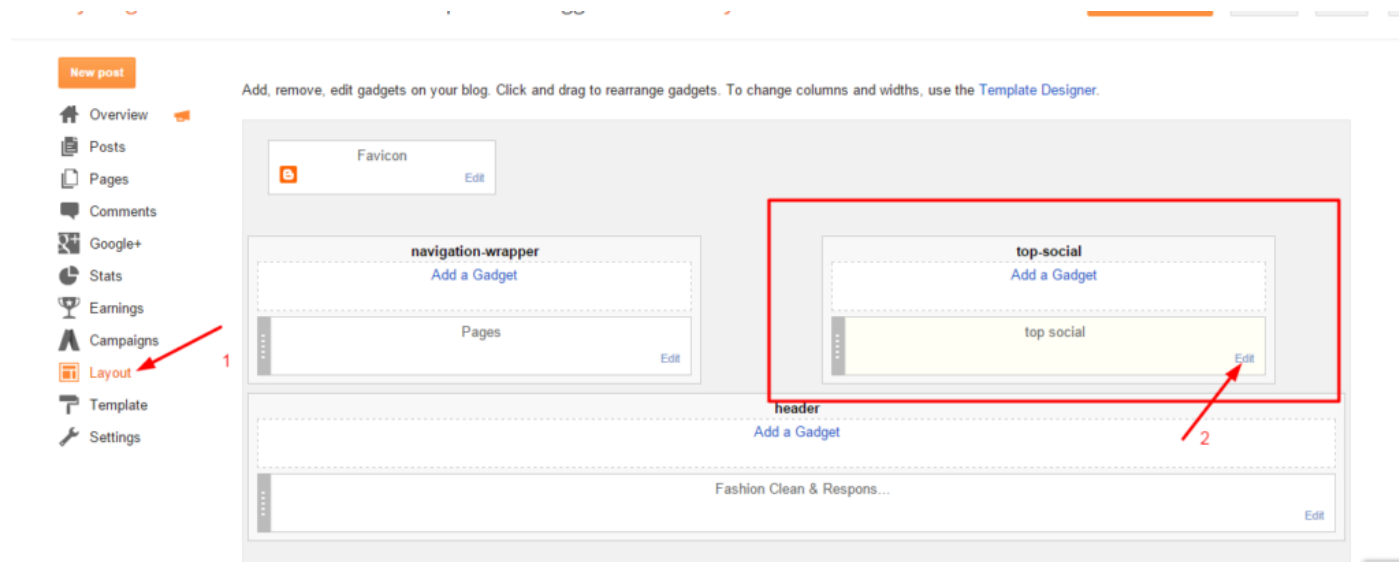 New post
Add, remove, edit gadgets on your blog. Click and drag to rearrange gadgets. To change columns and widths, use the Template Designer.
Overview
Posts
Pages
Comments
Google+
Stats
Earnings
Campaigns
1
Layout
Template
Settings
Favicon
Edit
navigation-wrapper
Add a Gadget
Pages
Edit
top-social
Add a Gadget
top social
Edit
2
header
Add a Gadget
Fashion Clean & Respons...
Edit